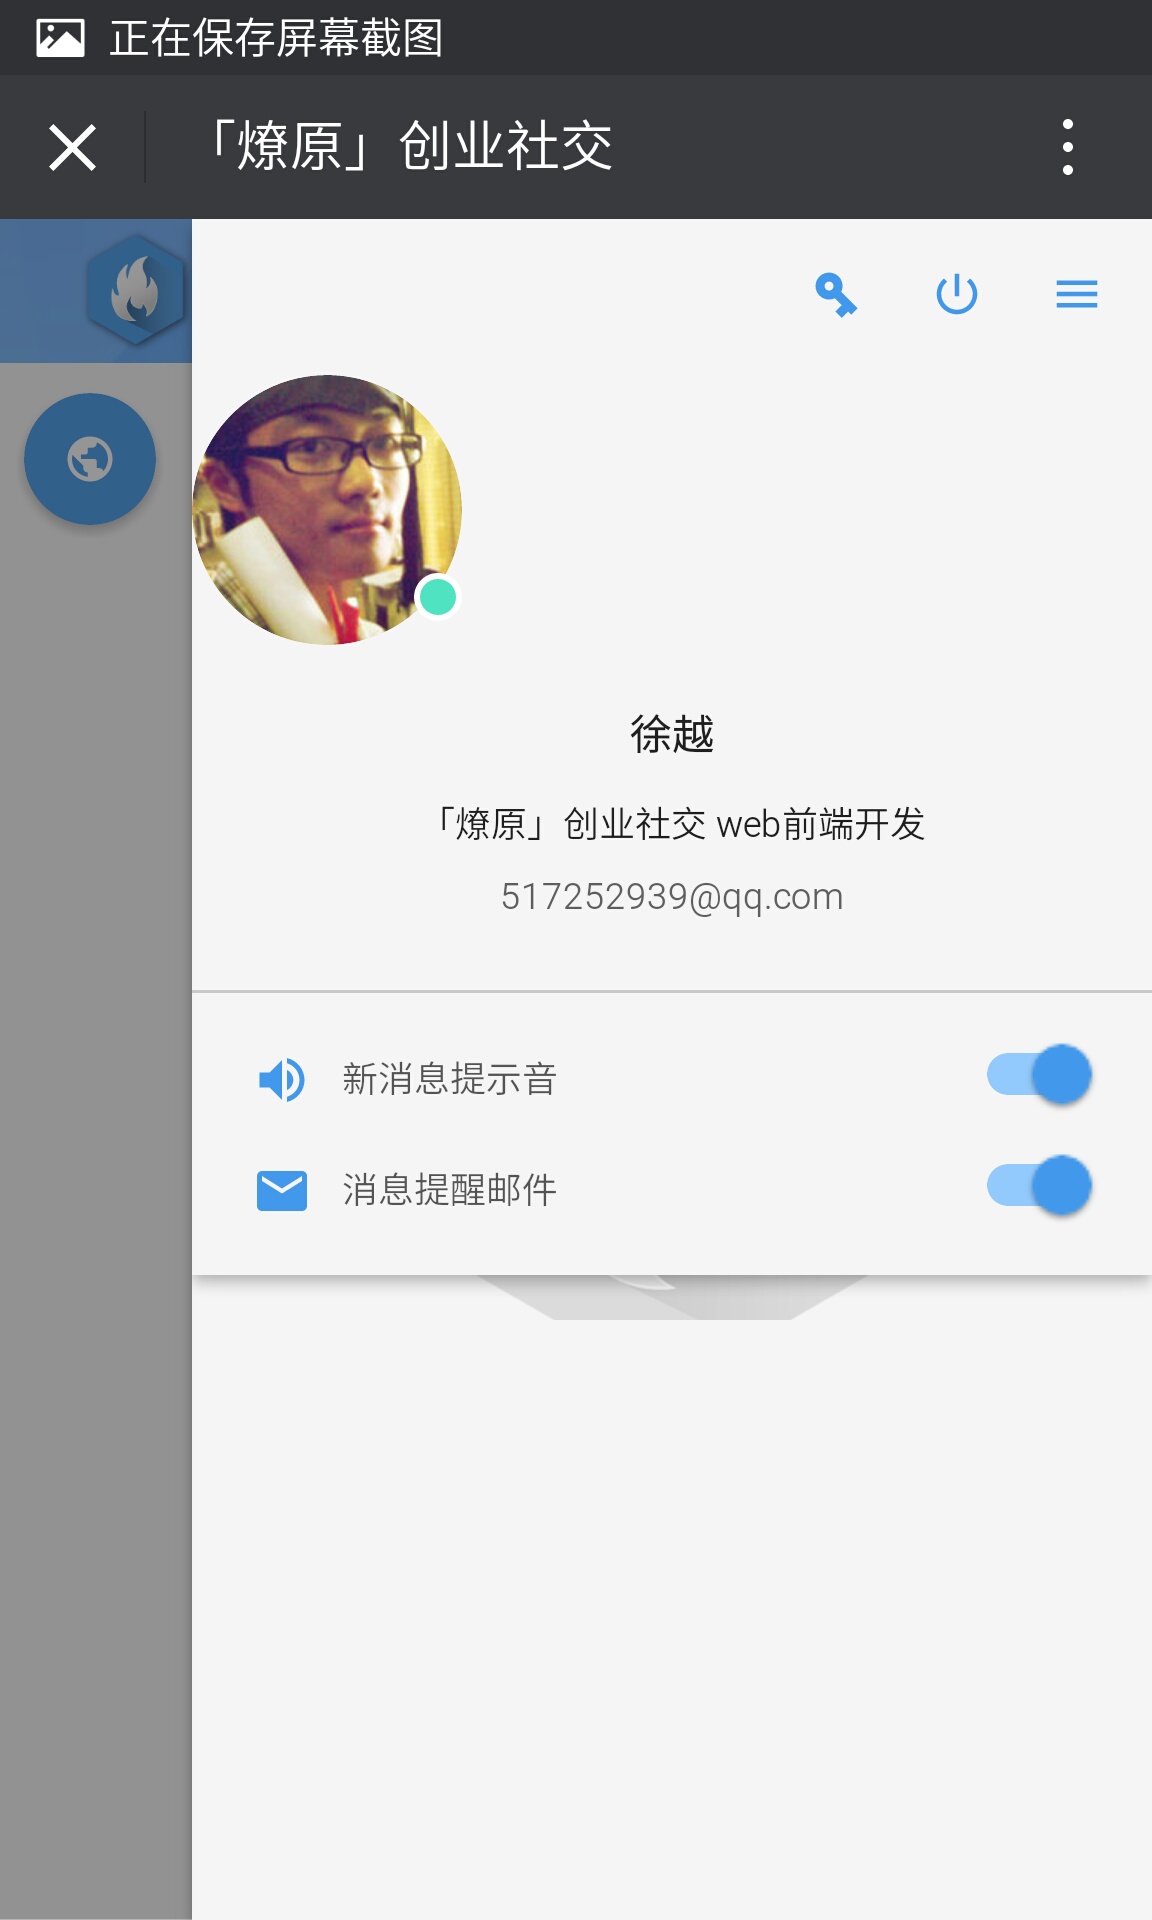 正在保存屏幕截图
「燎原」创业社交
徐越
「燎原」创业社交 web前端开发
517252939@qq.com
新消息提示音
消息提醒邮件